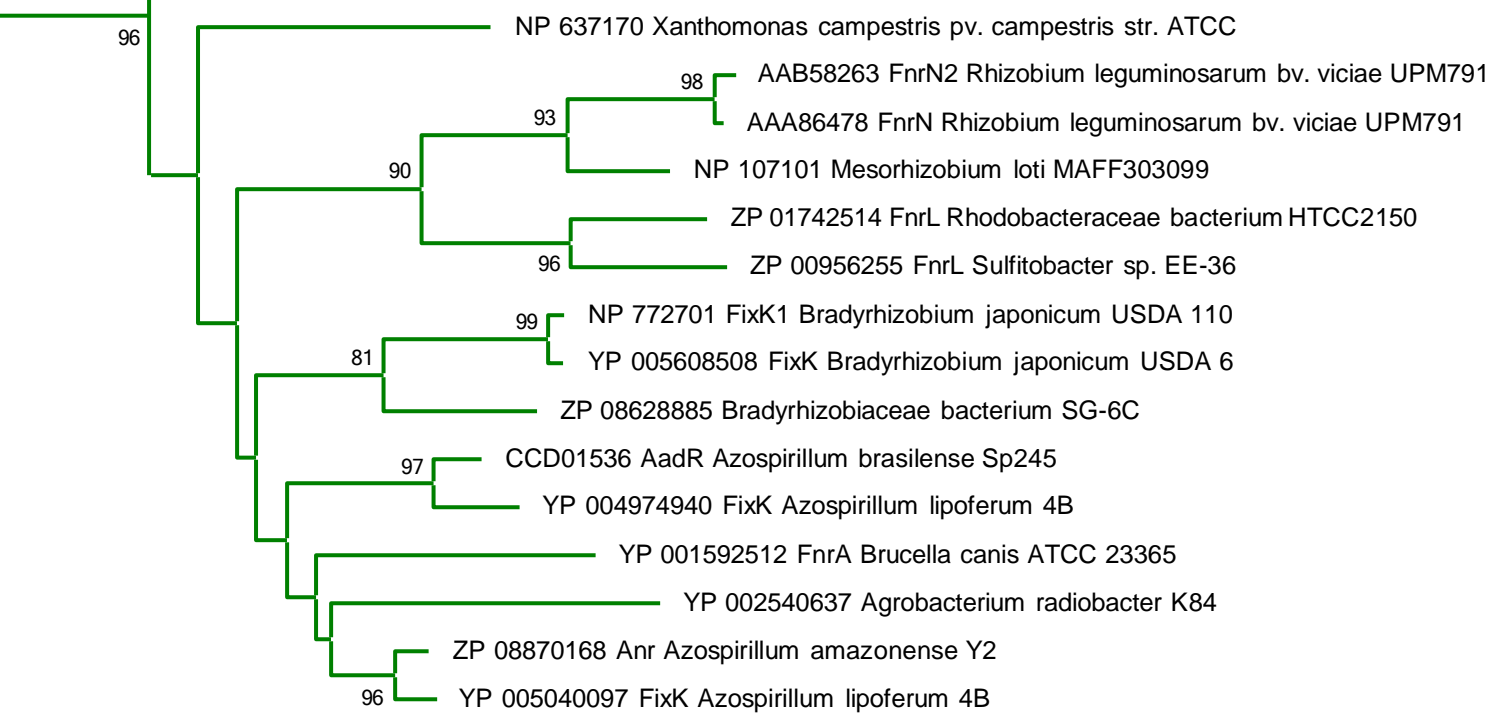 NP 637170 Xanthomonas campestris pv. campestris str. ATCC
96
AAB58263 FnrN2 Rhizobium leguminosarum bv. viciae UPM791
98
93
AAA86478 FnrN Rhizobium leguminosarum bv. viciae UPM791
90
NP 107101 Mesorhizobium loti MAFF303099
ZP 01742514 FnrL Rhodobacteraceae bacterium HTCC2150
96
ZP 00956255 FnrL Sulfitobacter sp. EE-36
99
NP 772701 FixK1 Bradyrhizobium japonicum USDA 110
81
YP 005608508 FixK Bradyrhizobium japonicum USDA 6
ZP 08628885 Bradyrhizobiaceae bacterium SG-6C
97
CCD01536 AadR Azospirillum brasilense Sp245
YP 004974940 FixK Azospirillum lipoferum 4B
YP 001592512 FnrA Brucella canis ATCC 23365
YP 002540637 Agrobacterium radiobacter K84
ZP 08870168 Anr Azospirillum amazonense Y2
96
YP 005040097 FixK Azospirillum lipoferum 4B